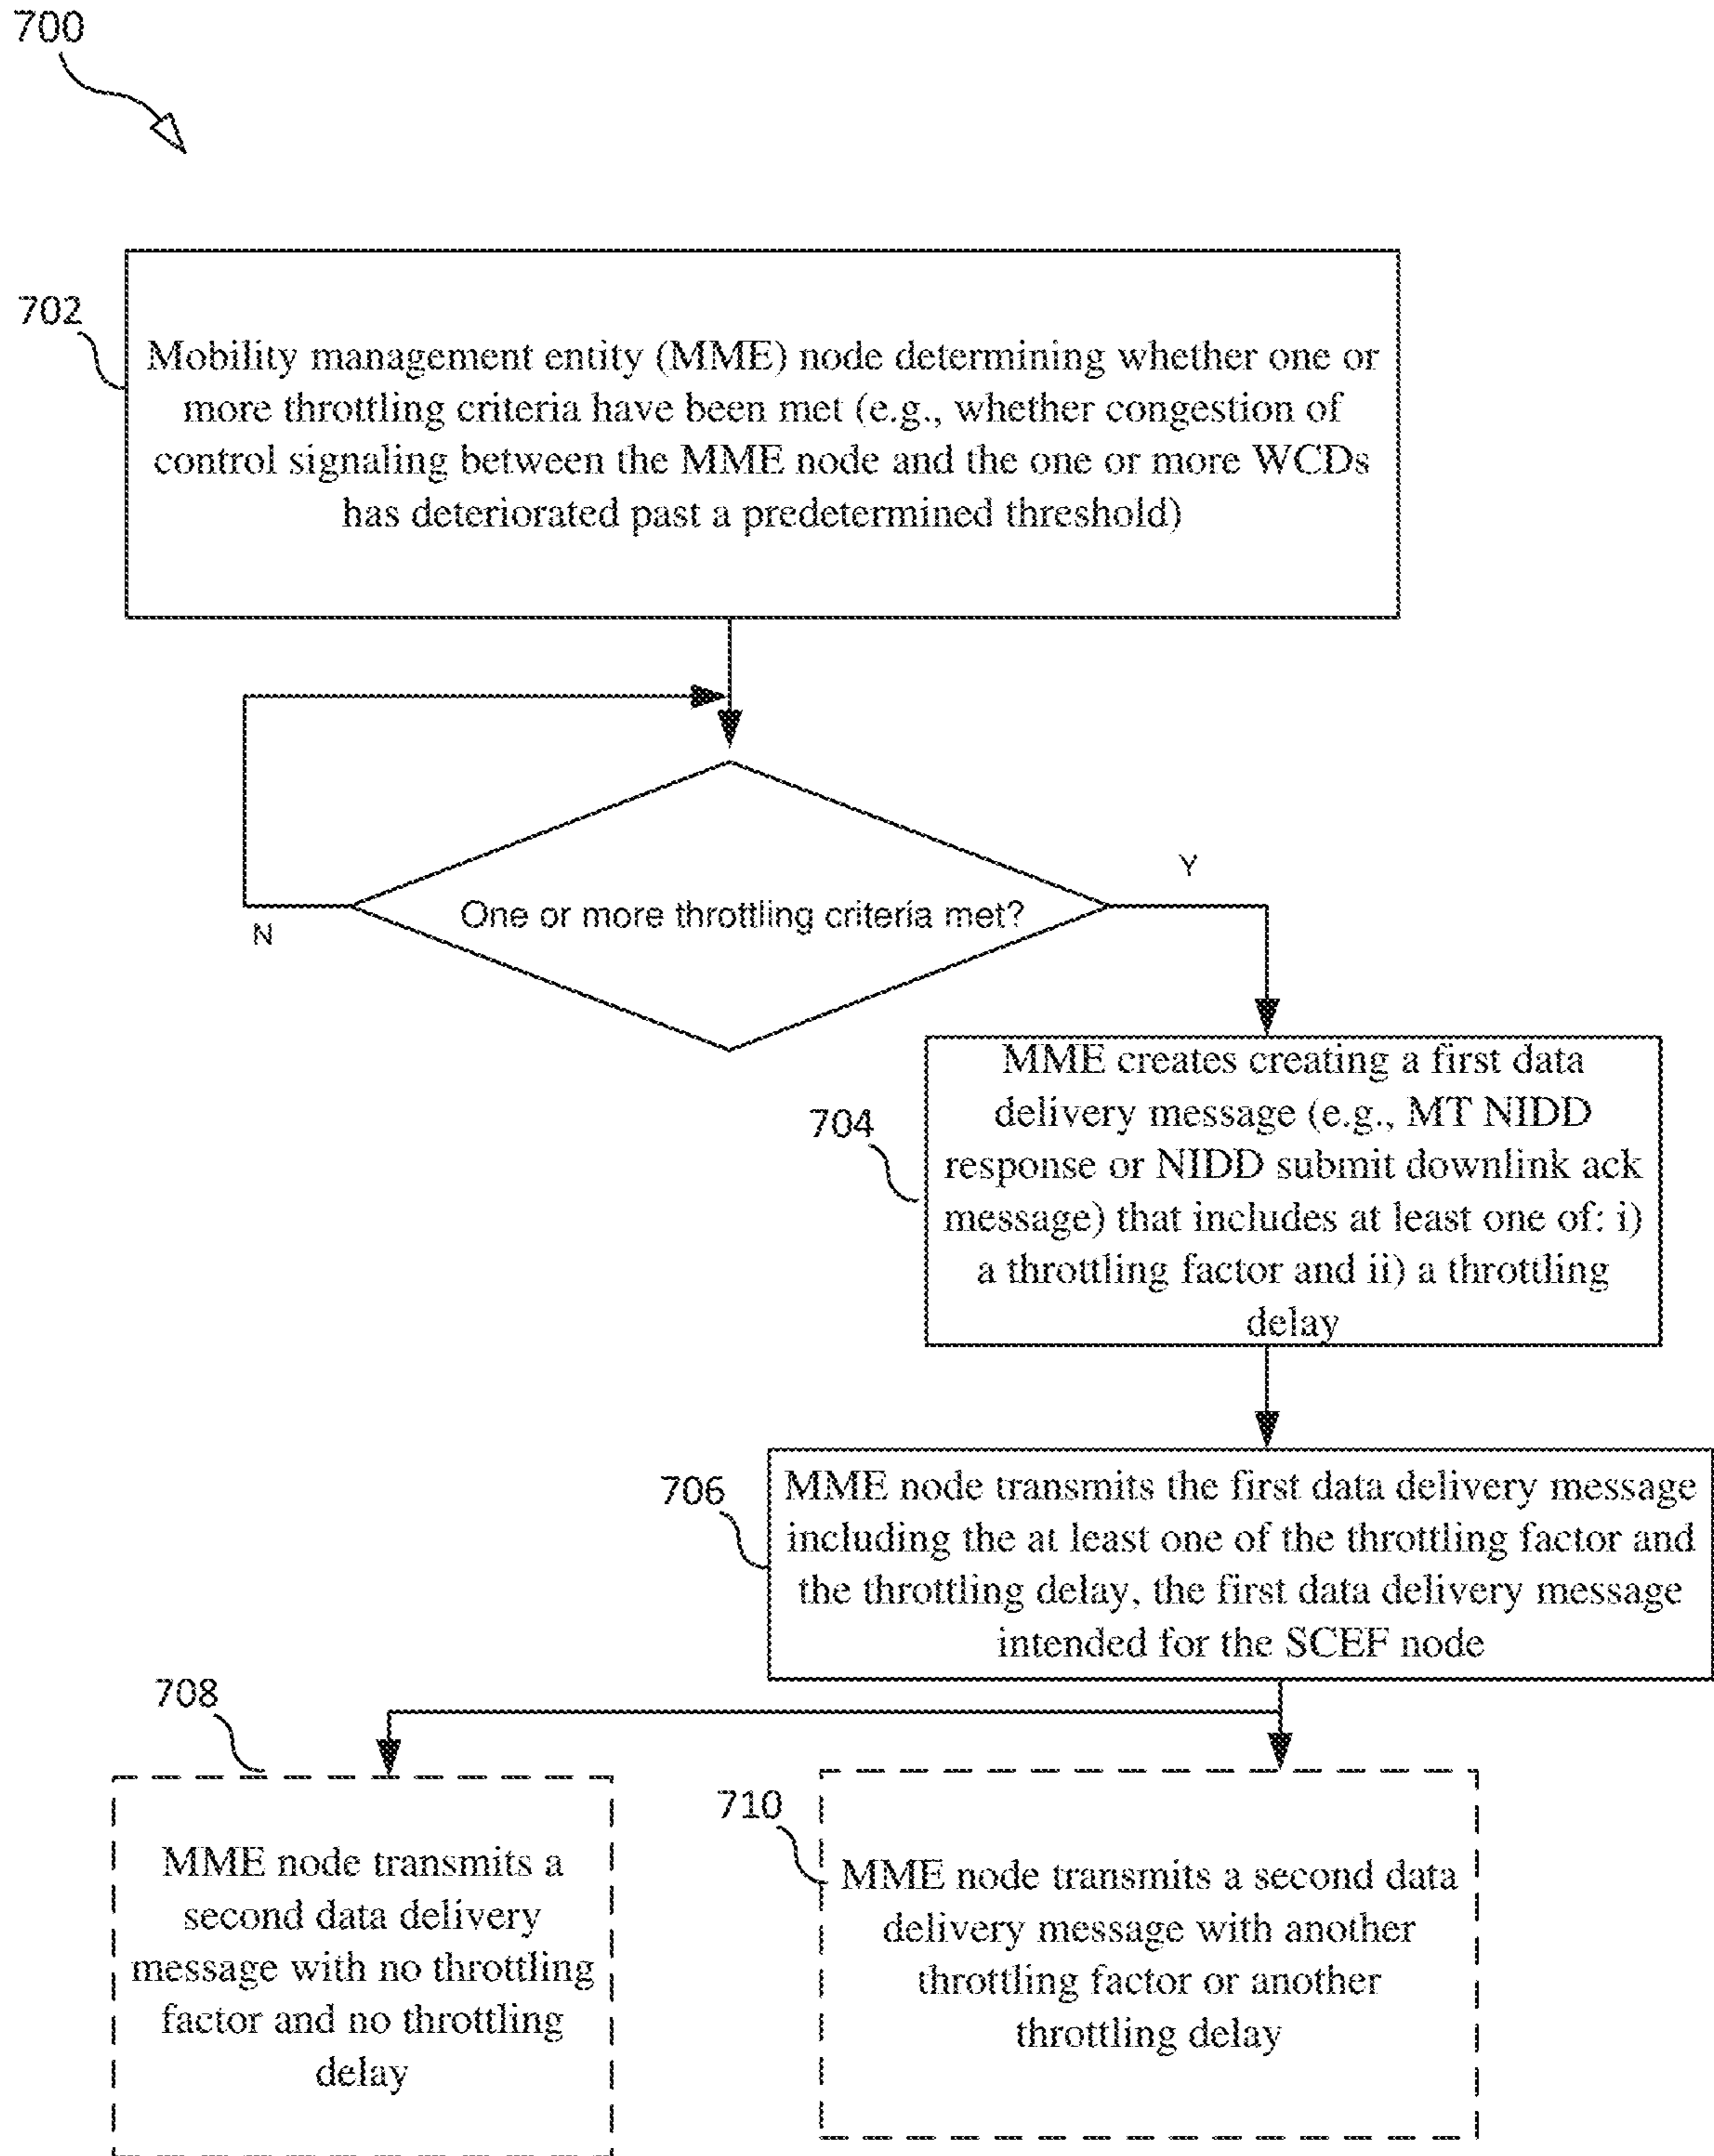 700
702
Mobility management entity (MME) node determining whether one or
more throttling criteria have been met (e.g., whether congestion of
control signaling between the MME node and the one or more WCDs
has deteriorated past a predetermined threshold)
Y
One or more throttling criteria met?
N
704
MME creates creating a first data
delivery message (e.g., MT NIDD
response or NIDD submit downlink ack
message) that includes at least one of: i)
a throttling factor and ii) a throttling
delay
706
MME node transmits the first data delivery message
including the at least one of the throttling factor and
the throttling delay, the first data delivery message
intended for the SCEF node
708
MME node transmits a
second data delivery
message with no throttling
factor and no throttling
delay
710
MME node transmits a second data
delivery message with another
throttling factor or another
throttling delay